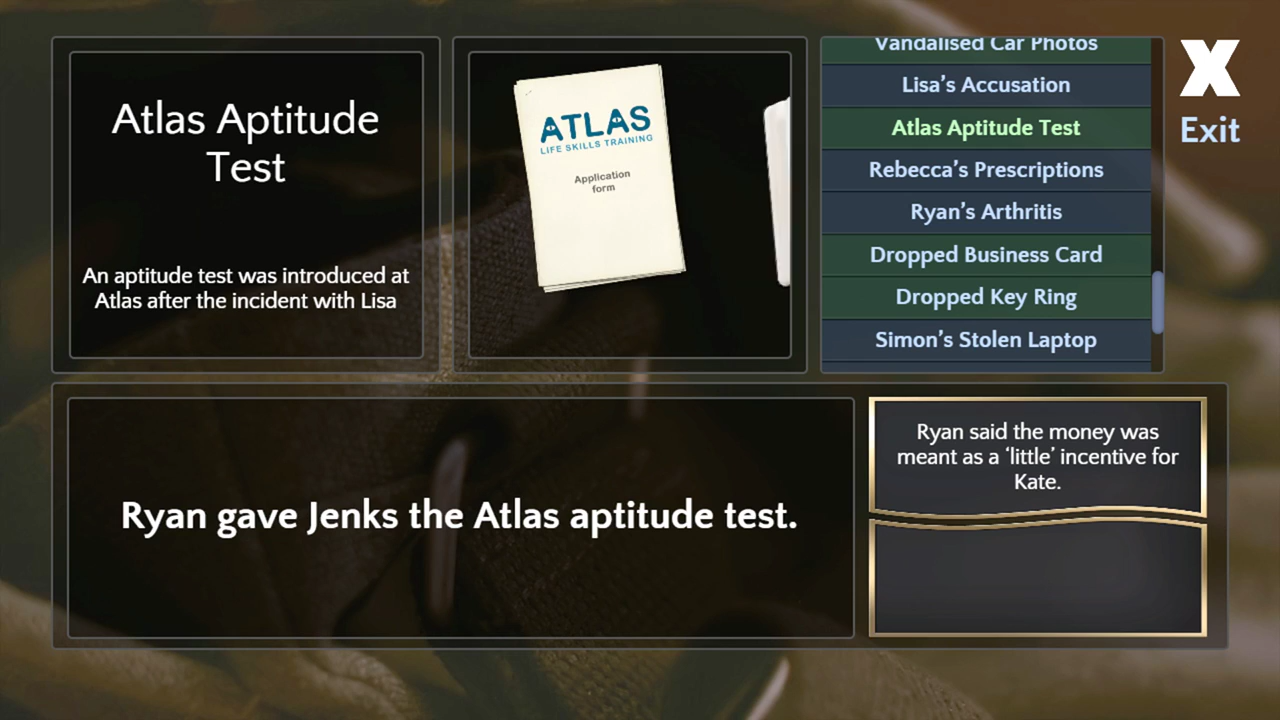 Atlas Aptitude
Test
An aptitude test was introduced at
Atlas after the incident with Lisa
ATLAS
LIFE SKILLS TRAINING
Application
form
Vandalised Car Photos
Lisa’s Accusation
Atlas Aptitude Test
Rebecca’s Prescriptions
Ryan’s Arthritis
Dropped Business Card
Dropped Key Ring
Simon’s Stolen Laptop
X
Exit
Ryan gave Jenks the Atlas aptitude test.
Ryan said the money was
meant as a ‘little’ incentive for
Kate.